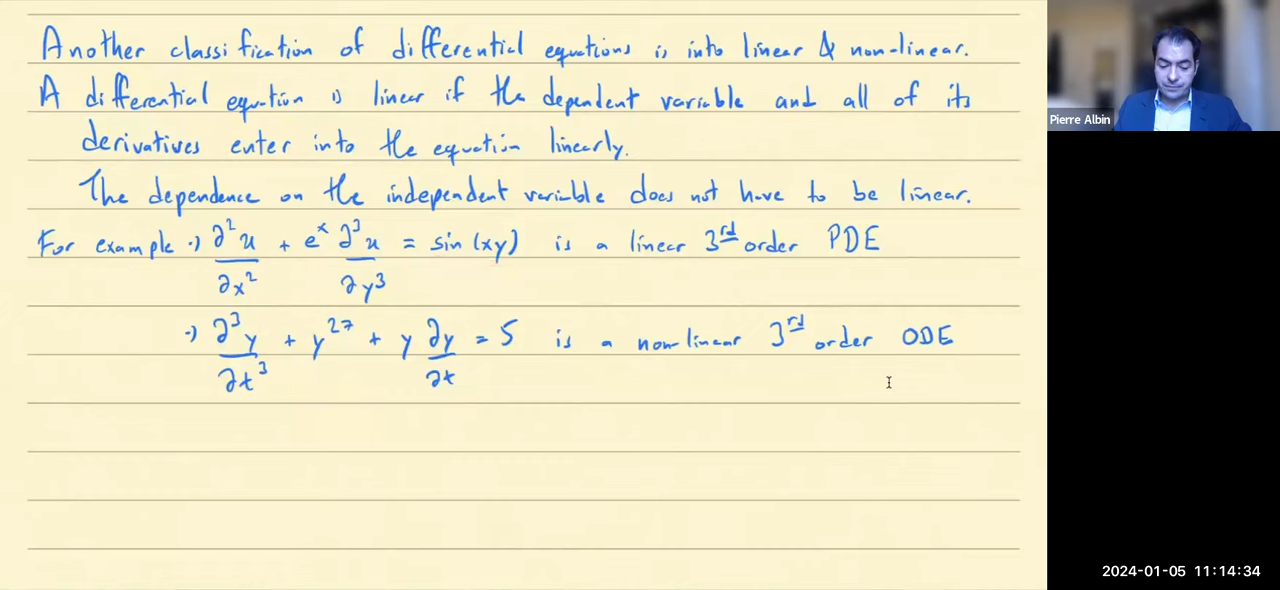 Another classification of differential equations is into linear & non-linear.
A differential equation is linear if the dependent variable and all of its
derivatives enter into the equation linearly.
The dependence on the independent variable does not have to be linear.
For example ·) ∂²u/∂x² + eˣ ∂³u/∂y³ = sin(xy) is a linear 3rd order PDE
·) ∂³y/∂t³ + y²⁷ + y ∂y/∂t = 5 is a non-linear 3rd order ODE
Pierre Albin
2024-01-05 11:14:34